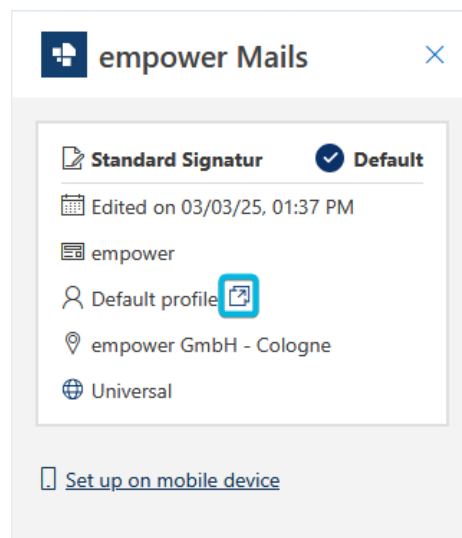 empower Mails
Standard Signatur Default
Edited on 03/03/25, 01:37 PM
empower
Default profile
empower GmbH - Cologne
Universal
Set up on mobile device